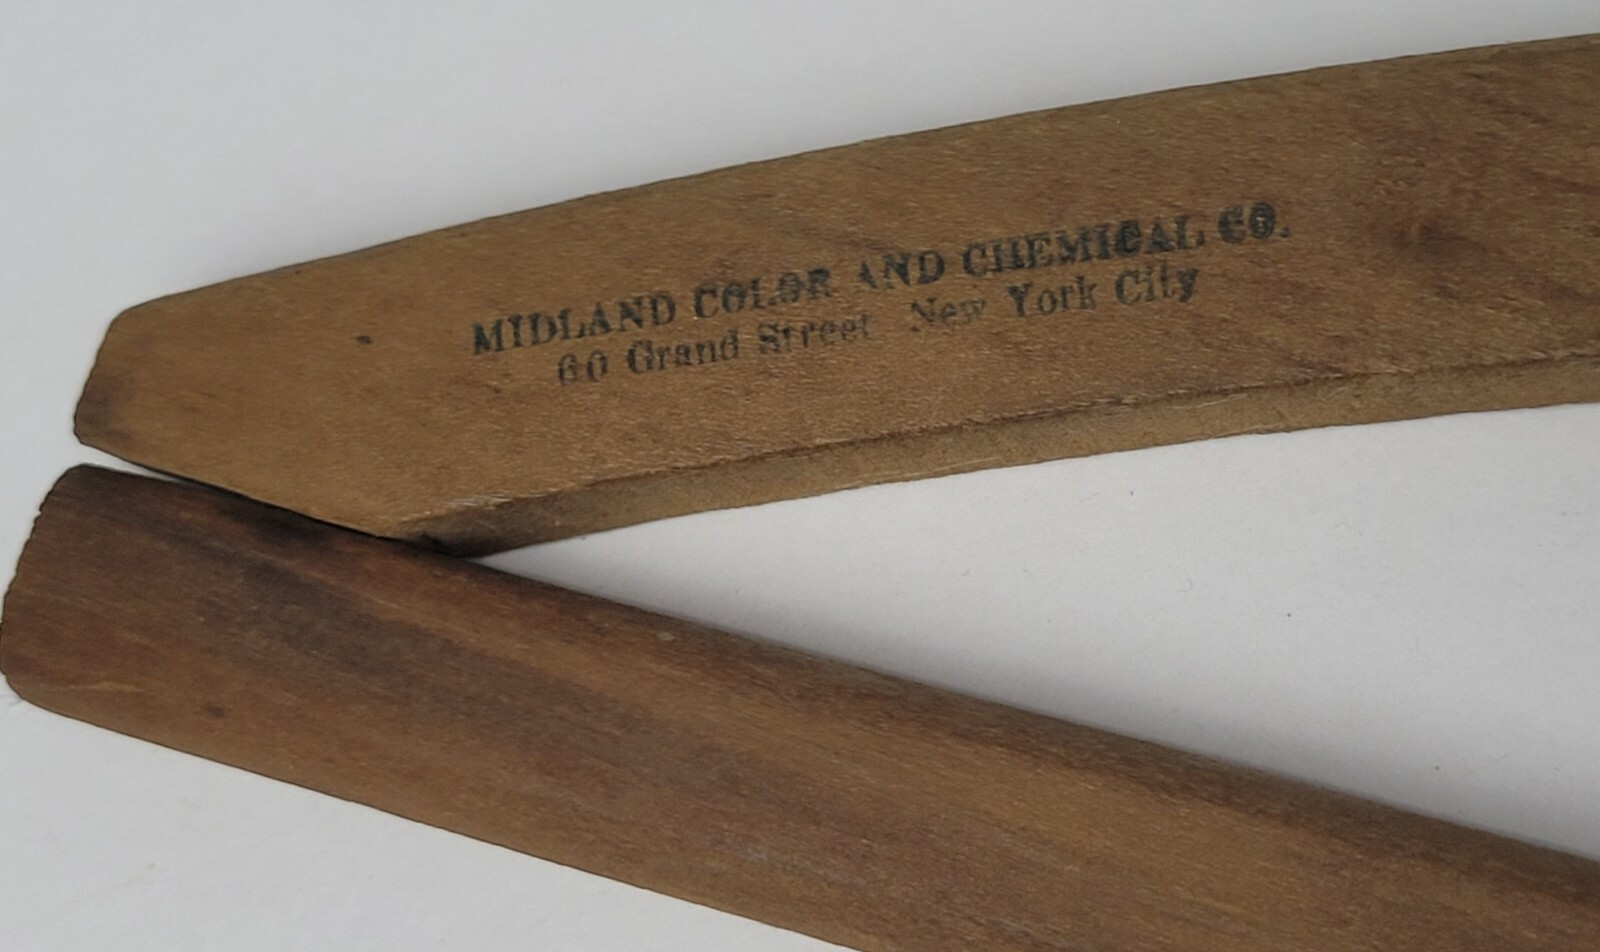 MIDLAND COLOR AND CHEMICAL CO.
60 Grand Street New York City